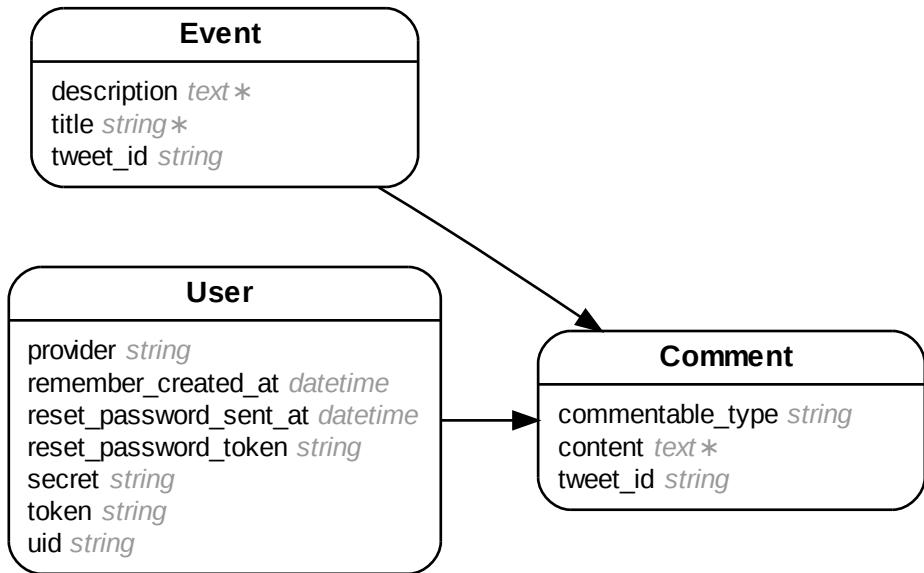 Event
description text∗
title string∗
tweet_id string
User
provider string
remember_created_at datetime
reset_password_sent_at datetime
reset_password_token string
secret string
token string
uid string
Comment
commentable_type string
content text∗
tweet_id string